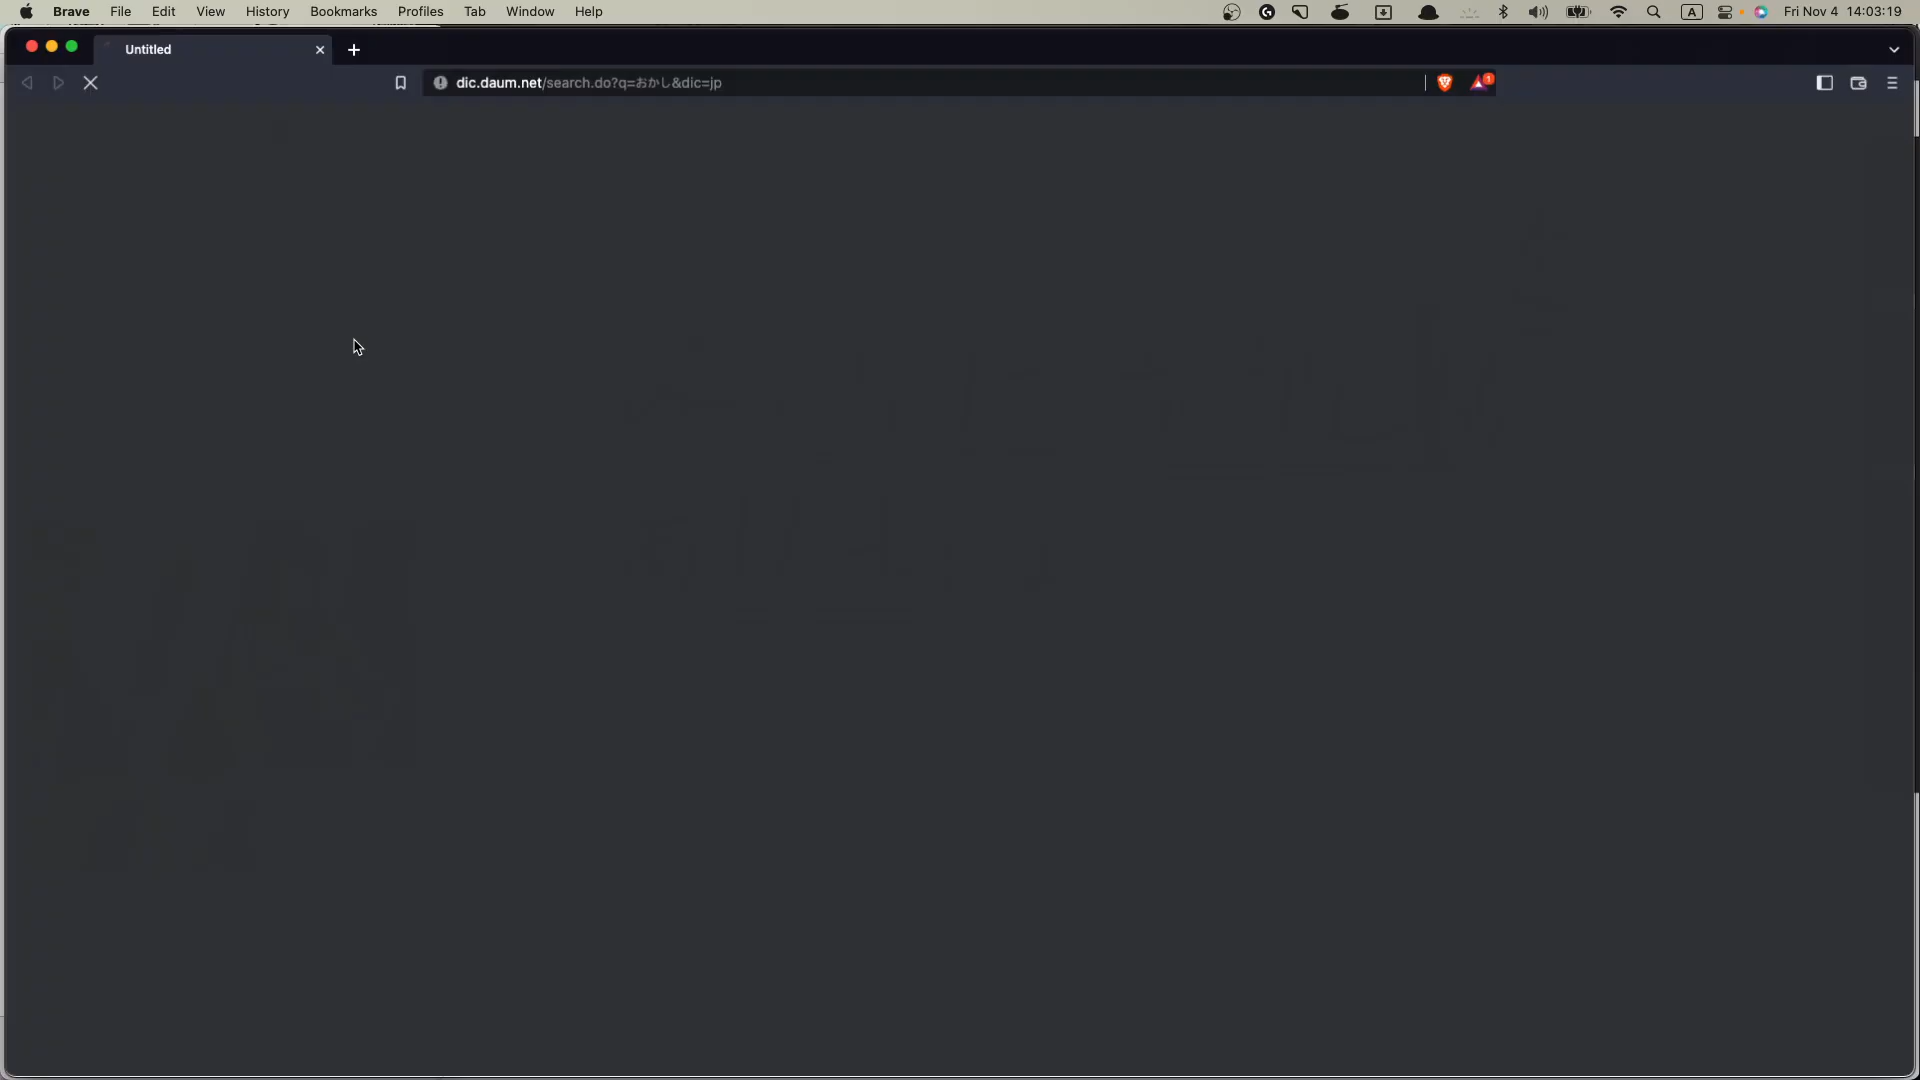 Brave File Edit View History Bookmarks Profiles Tab Window Help A Fri Nov 4 14:03:19
Untitled
dic.daum.net/search.do?q=おかし&dic=jp 1